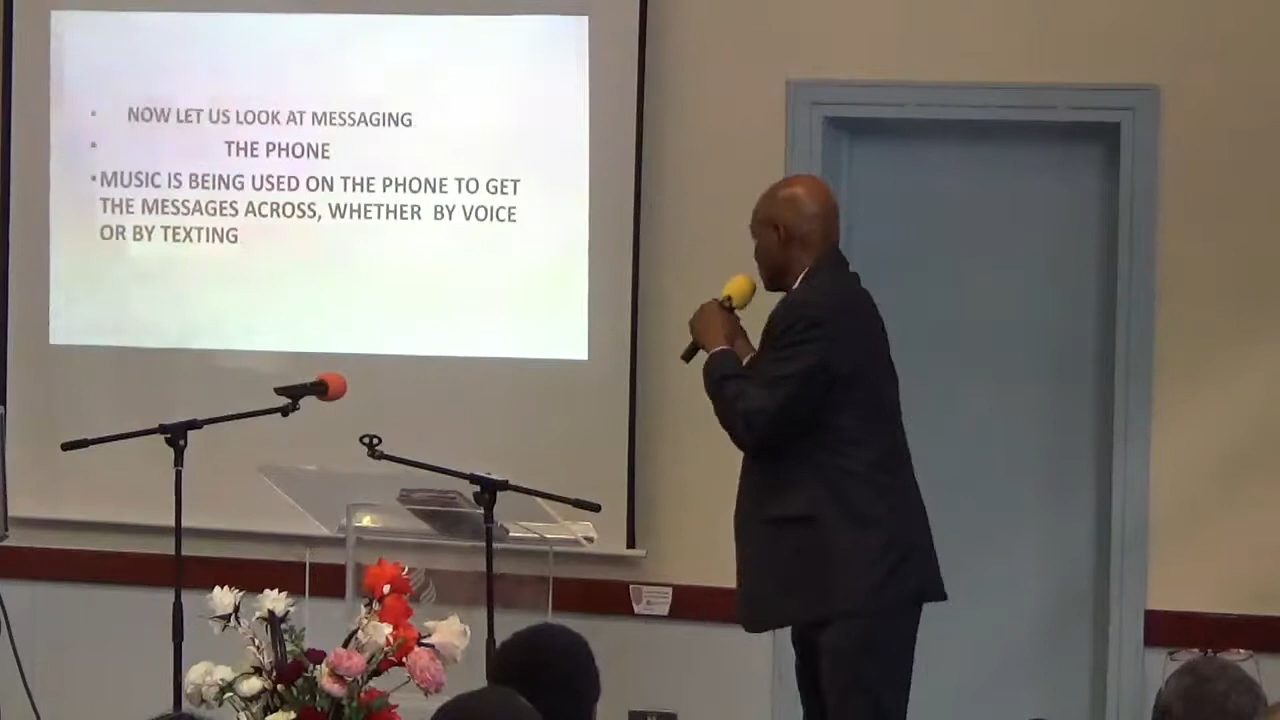 • NOW LET US LOOK AT MESSAGING
• THE PHONE
• MUSIC IS BEING USED ON THE PHONE TO GET
THE MESSAGES ACROSS, WHETHER BY VOICE
OR BY TEXTING